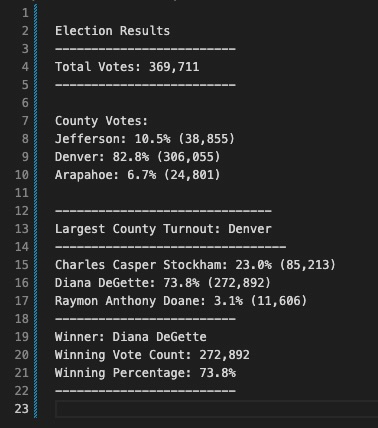 1
2 Election Results
3 -------------------------
4 Total Votes: 369,711
5 -------------------------
6
7 County Votes:
8 Jefferson: 10.5% (38,855)
9 Denver: 82.8% (306,055)
10 Arapahoe: 6.7% (24,801)
11
12 ------------------------------
13 Largest County Turnout: Denver
14 --------------------------------
15 Charles Casper Stockham: 23.0% (85,213)
16 Diana DeGette: 73.8% (272,892)
17 Raymon Anthony Doane: 3.1% (11,606)
18 -------------------------
19 Winner: Diana DeGette
20 Winning Vote Count: 272,892
21 Winning Percentage: 73.8%
22 -------------------------
23